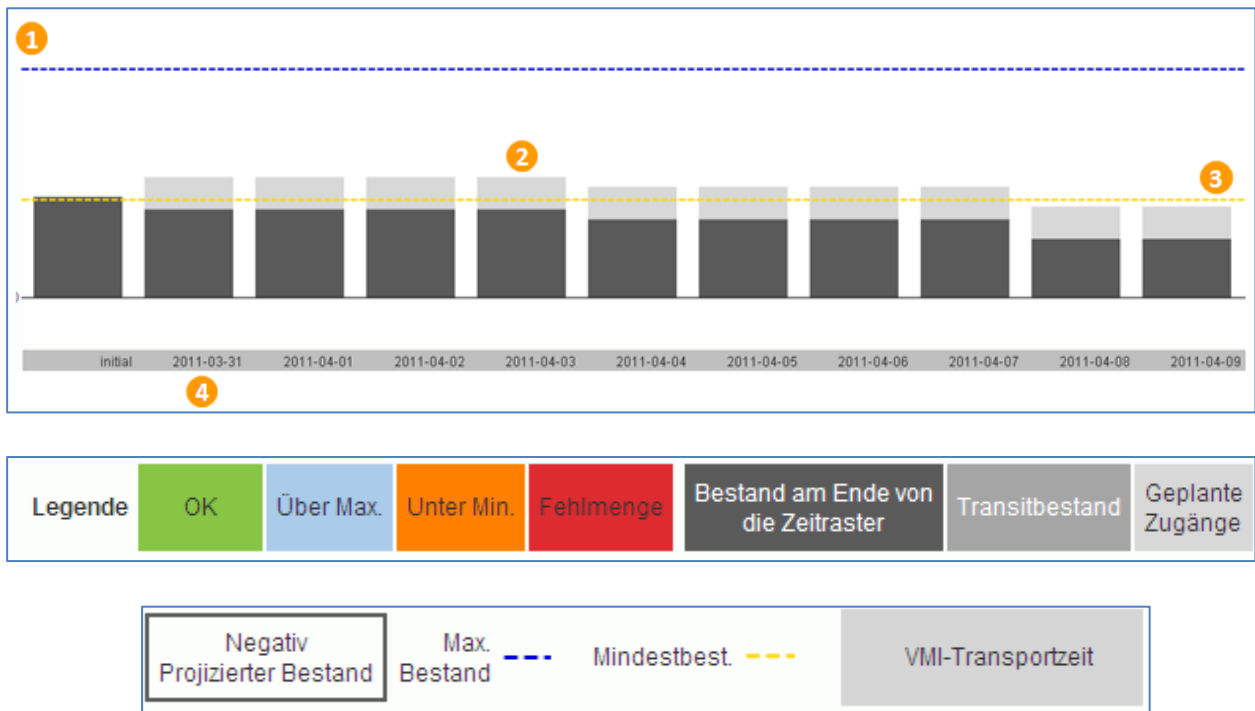 1
2
3
initial 2011-03-31 2011-04-01 2011-04-02 2011-04-03 2011-04-04 2011-04-05 2011-04-06 2011-04-07 2011-04-08 2011-04-09
4
Legende OK Über Max. Unter Min. Fehlmenge
Bestand am Ende von
die Zeitraster
Transitbestand
Geplante
Zugänge
Negativ
Projizierter Bestand
Max.
Bestand
Mindestbest.
VMI-Transportzeit